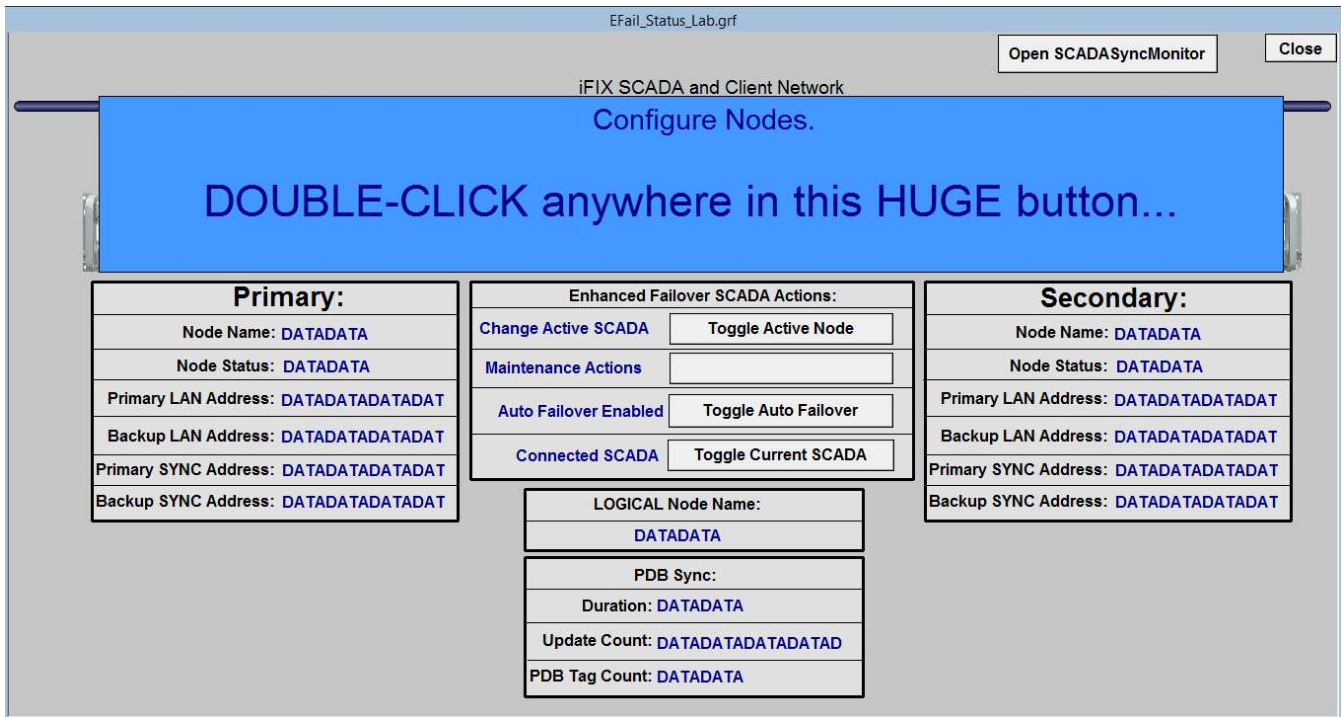 EFail_Status_Lab.grf
Open SCADASyncMonitor
Close
iFIX SCADA and Client Network
Configure Nodes.
DOUBLE-CLICK anywhere in this HUGE button...
Primary:
Node Name: DATADATA
Node Status: DATADATA
Primary LAN Address: DATADATADATADAT
Backup LAN Address: DATADATADATADAT
Primary SYNC Address: DATADATADATADAT
Backup SYNC Address: DATADATADATADAT
Enhanced Failover SCADA Actions:
Change Active SCADA Toggle Active Node
Maintenance Actions
Auto Failover Enabled Toggle Auto Failover
Connected SCADA Toggle Current SCADA
LOGICAL Node Name:
DATADATA
PDB Sync:
Duration: DATADATA
Update Count: DATADATADATADATAD
PDB Tag Count: DATADATA
Secondary:
Node Name: DATADATA
Node Status: DATADATA
Primary LAN Address: DATADATADATADAT
Backup LAN Address: DATADATADATADAT
Primary SYNC Address: DATADATADATADAT
Backup SYNC Address: DATADATADATADAT